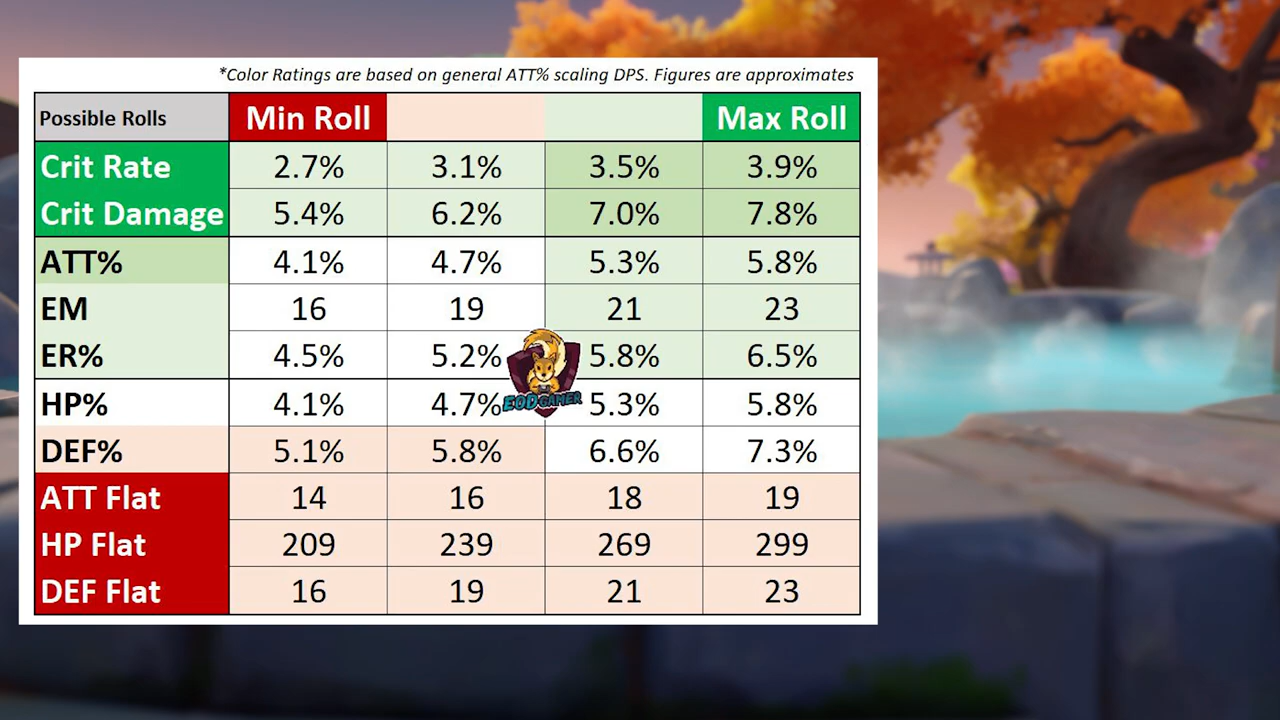 *Color Ratings are based on general ATT% scaling DPS. Figures are approximates
Possible Rolls Min Roll Max Roll
Crit Rate 2.7% 3.1% 3.5% 3.9%
Crit Damage 5.4% 6.2% 7.0% 7.8%
ATT% 4.1% 4.7% 5.3% 5.8%
EM 16 19 21 23
ER% 4.5% 5.2% 5.8% 6.5%
HP% 4.1% 4.7% 5.3% 5.8%
EODGAMER
DEF% 5.1% 5.8% 6.6% 7.3%
ATT Flat 14 16 18 19
HP Flat 209 239 269 299
DEF Flat 16 19 21 23